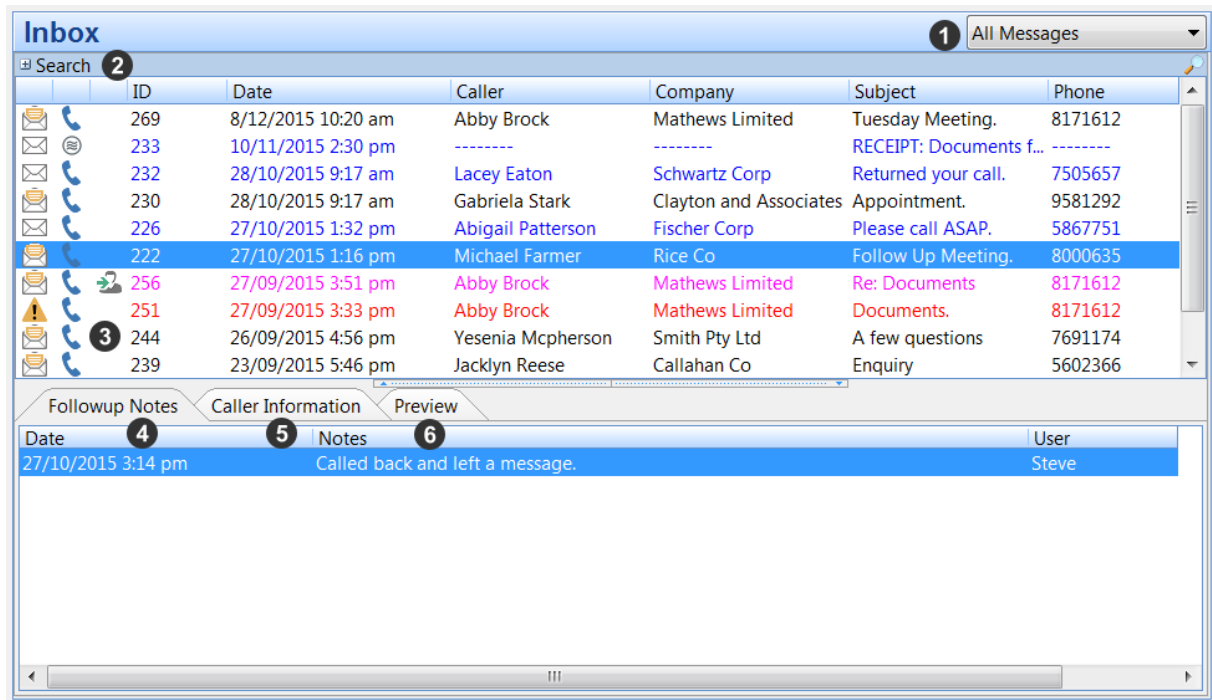 Inbox 1 All Messages
Search 2
ID Date Caller Company Subject Phone
269 8/12/2015 10:20 am Abby Brock Mathews Limited Tuesday Meeting. 8171612
233 10/11/2015 2:30 pm -------- -------- RECEIPT: Documents f... --------
232 28/10/2015 9:17 am Lacey Eaton Schwartz Corp Returned your call. 7505657
230 28/10/2015 9:17 am Gabriela Stark Clayton and Associates Appointment. 9581292
226 27/10/2015 1:32 pm Abigail Patterson Fischer Corp Please call ASAP. 5867751
222 27/10/2015 1:16 pm Michael Farmer Rice Co Follow Up Meeting. 8000635
256 27/09/2015 3:51 pm Abby Brock Mathews Limited Re: Documents 8171612
251 27/09/2015 3:33 pm Abby Brock Mathews Limited Documents. 8171612
3 244 26/09/2015 4:56 pm Yesenia Mcpherson Smith Pty Ltd A few questions 7691174
239 23/09/2015 5:46 pm Jacklyn Reese Callahan Co Enquiry 5602366
Followup Notes Caller Information Preview
4 5 6
Date Notes User
27/10/2015 3:14 pm Called back and left a message. Steve